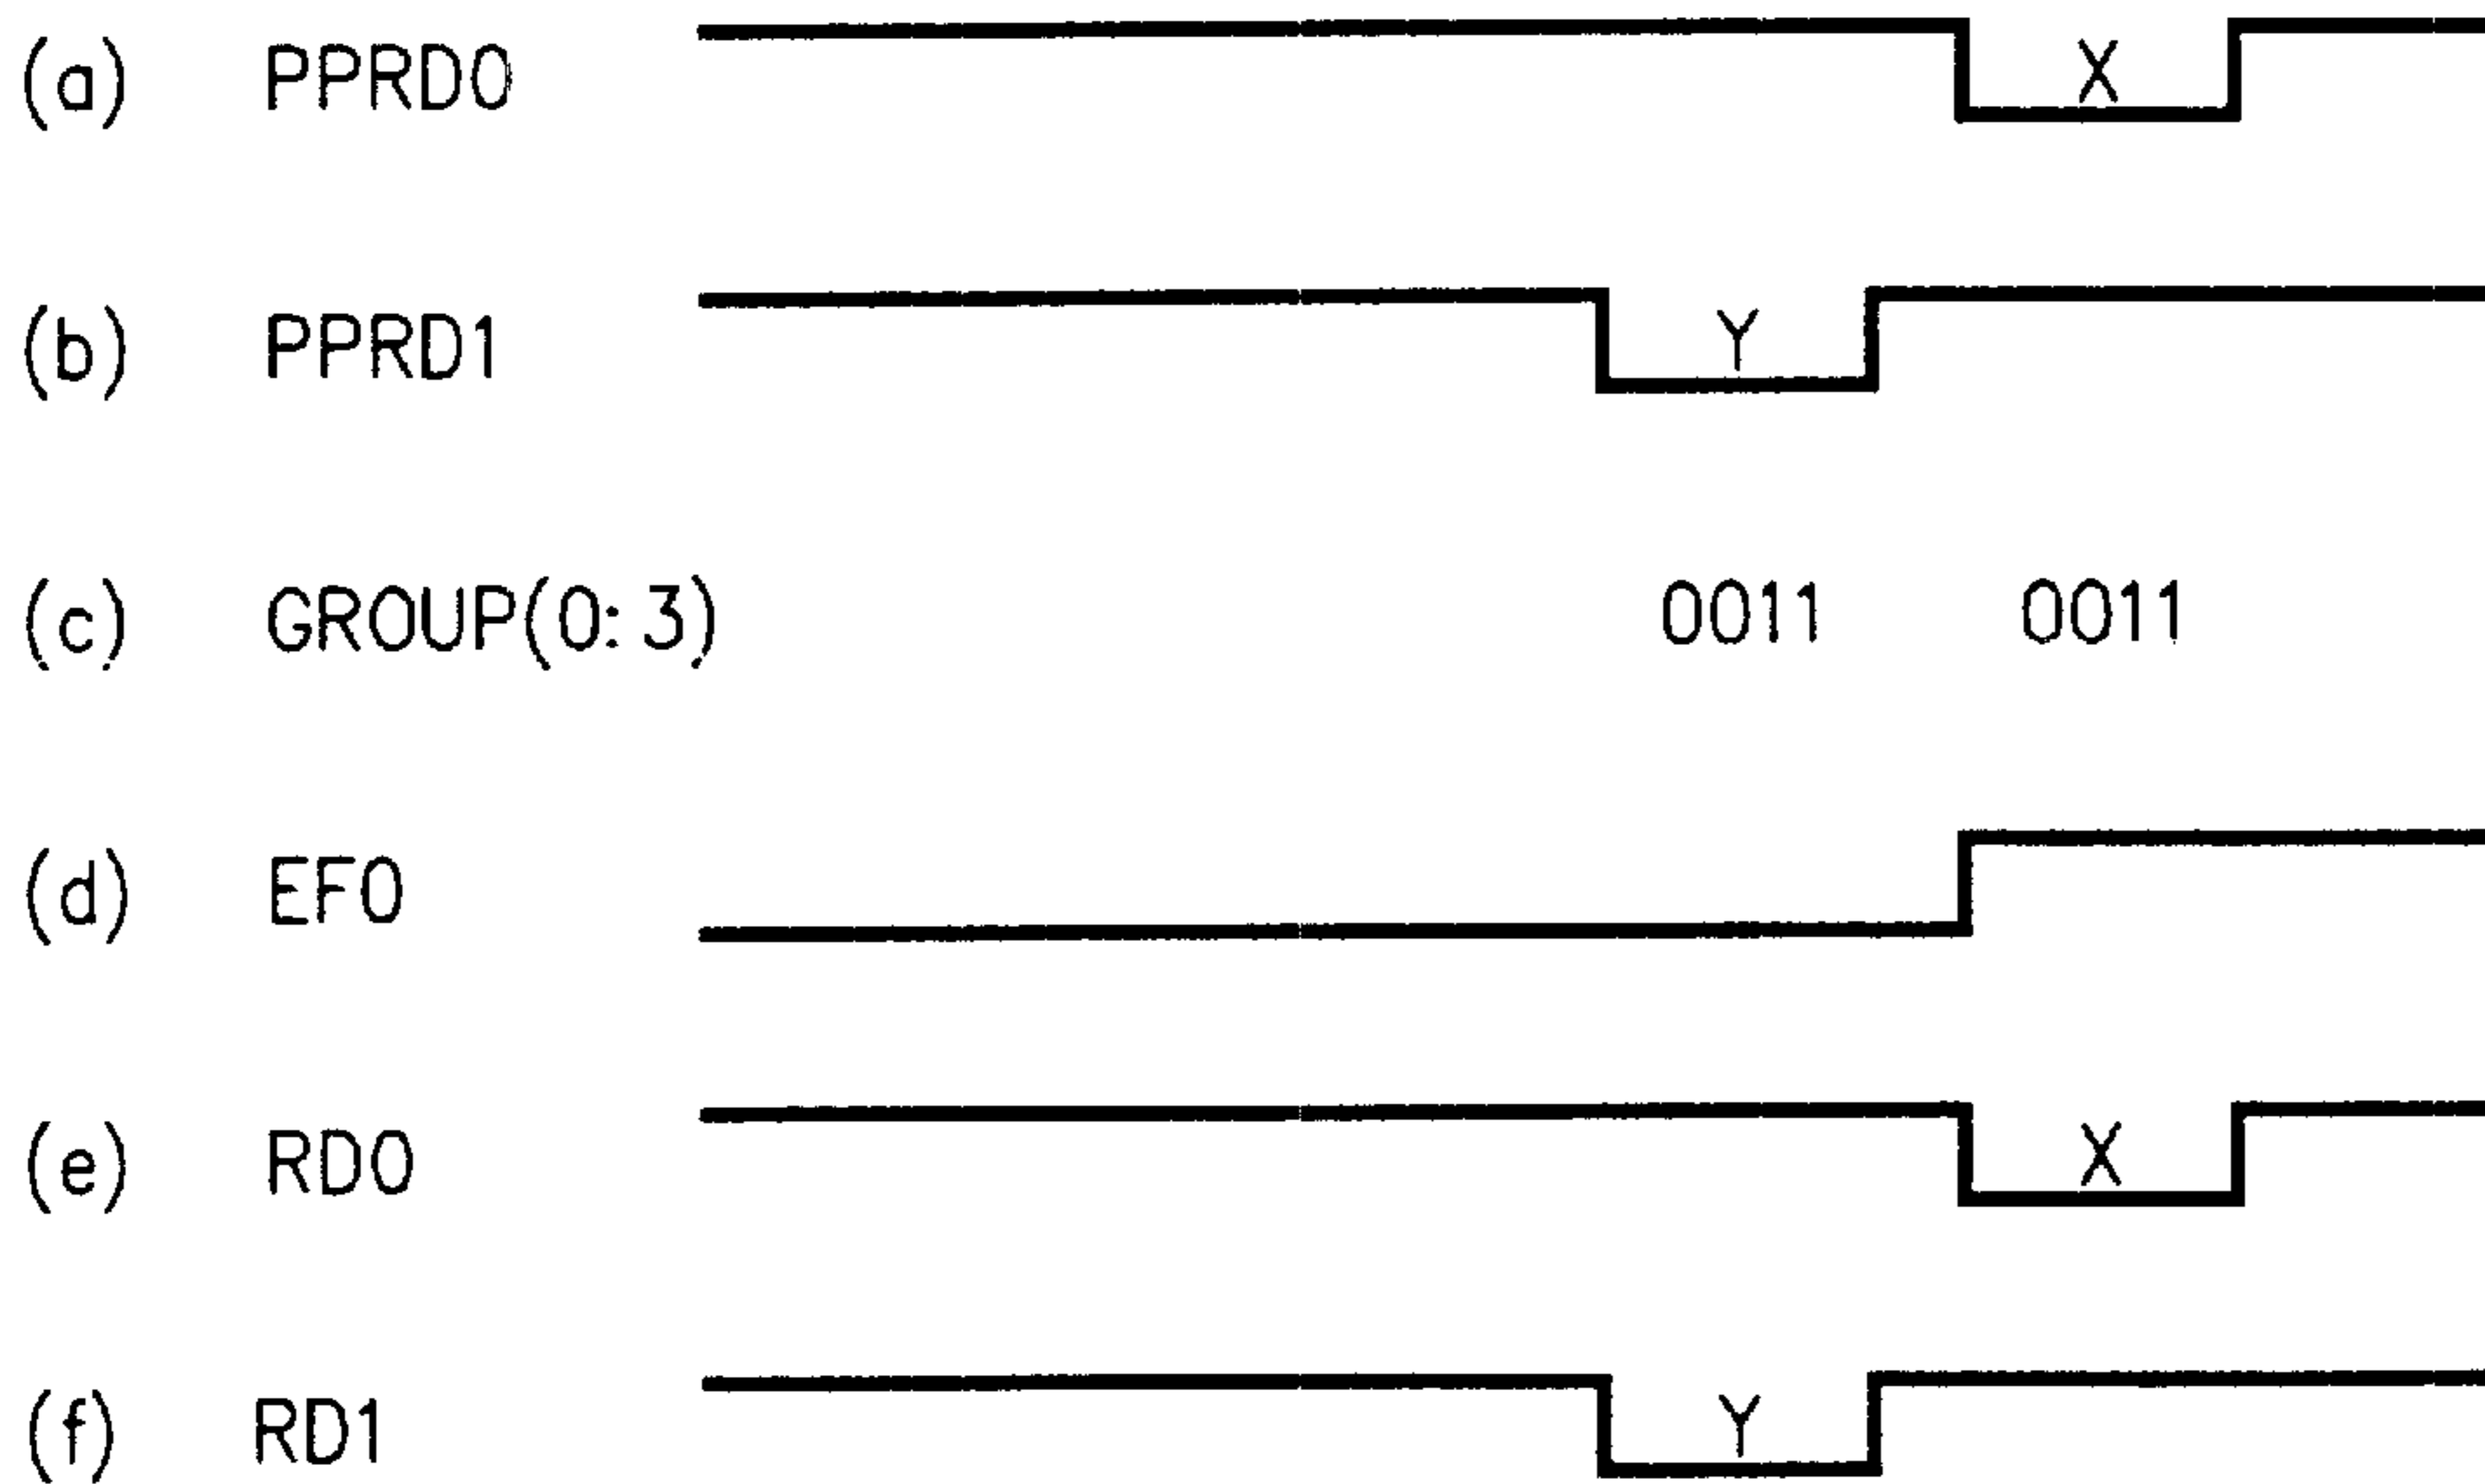 (a) PPRD0 X
(b) PPRD1 Y
(c) GROUP(0:3) 0011 0011
(d) EF0
(e) RD0 X
(f) RD1 Y